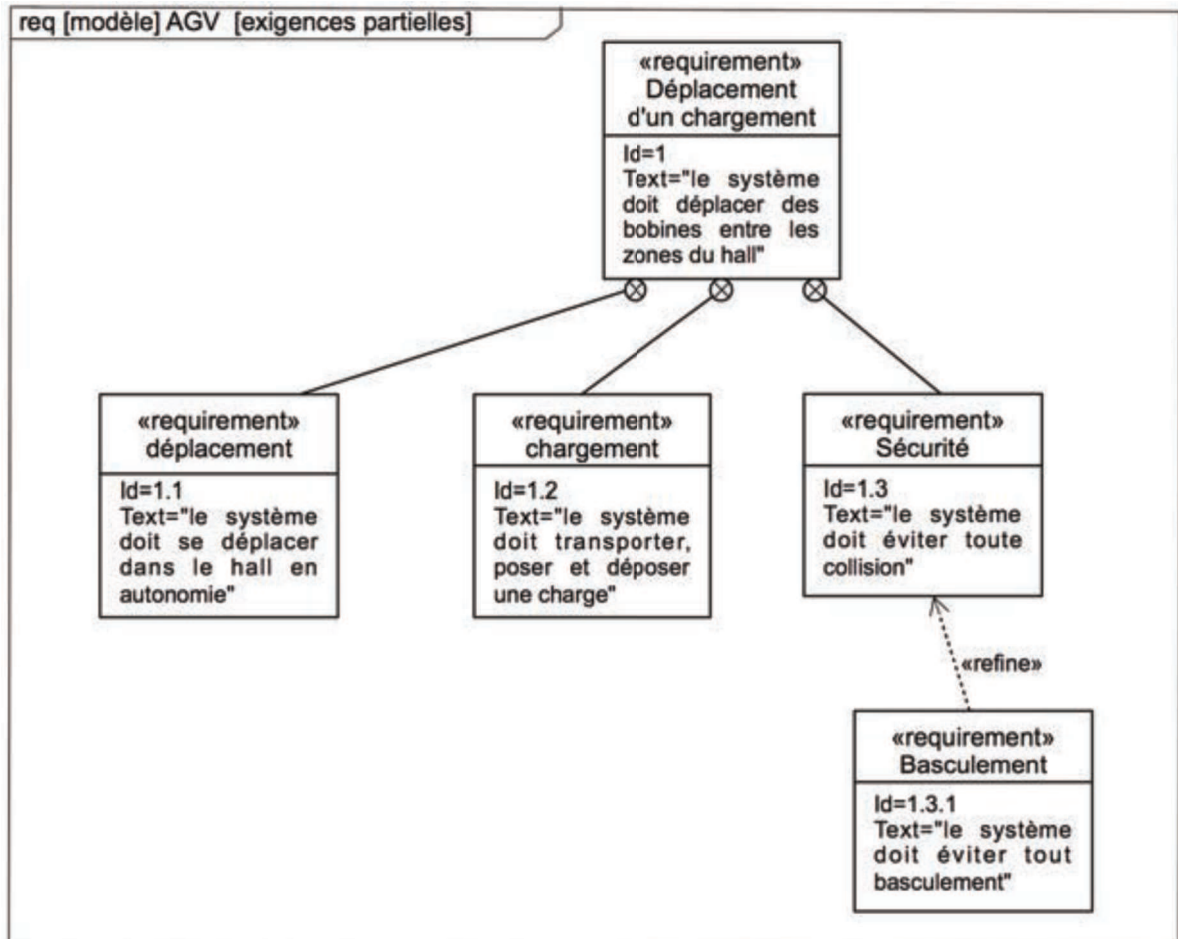 req [modèle] AGV [exigences partielles]
«requirement»
Déplacement
d'un chargement
Id=1
Text="le système
doit déplacer des
bobines entre les
zones du hall"
«requirement»
déplacement
Id=1.1
Text="le système
doit se déplacer
dans le hall en
autonomie"
«requirement»
chargement
Id=1.2
Text="le système
doit transporter,
poser et déposer
une charge"
«requirement»
Sécurité
Id=1.3
Text="le système
doit éviter toute
collision"
«refine»
«requirement»
Basculement
Id=1.3.1
Text="le système
doit éviter tout
basculement"